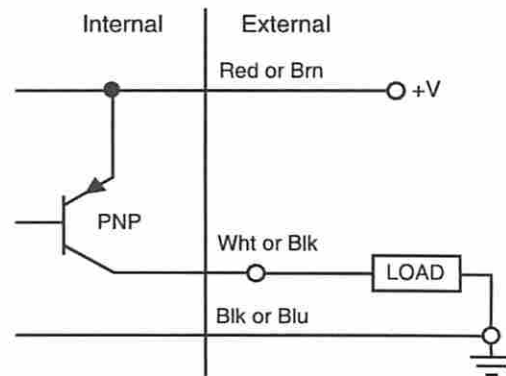 Internal External
Red or Brn
+V
PNP
Wht or Blk
LOAD
Blk or Blu